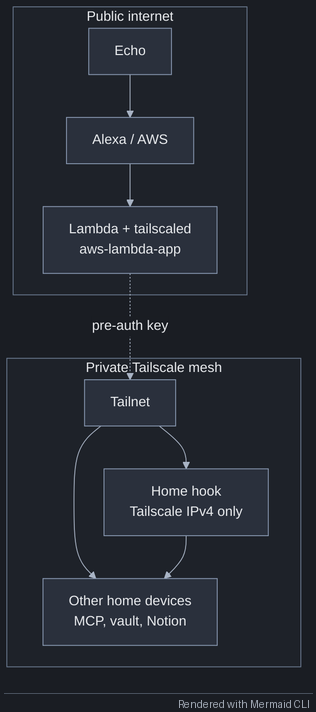 Public internet
Echo
Alexa / AWS
Lambda + tailscaled
aws-lambda-app
pre-auth key
Private Tailscale mesh
Tailnet
Home hook
Tailscale IPv4 only
Other home devices
MCP, vault, Notion
Rendered with Mermaid CLI